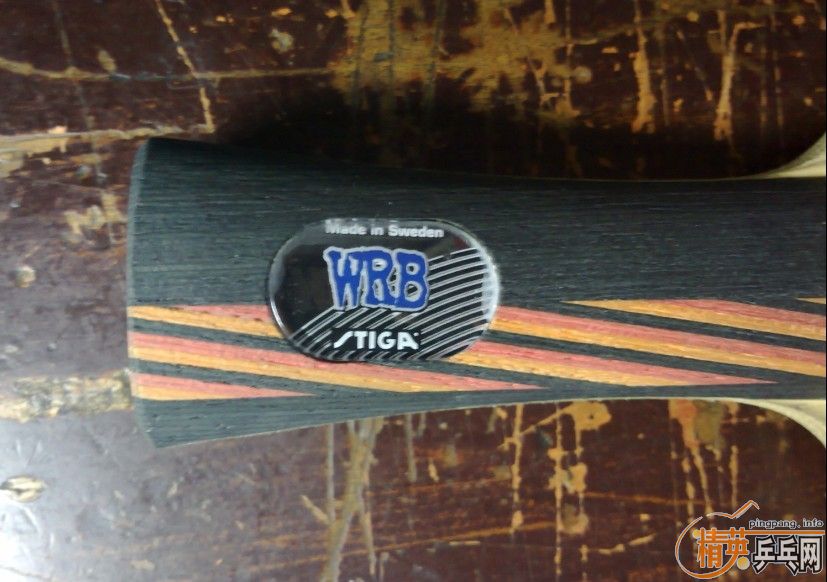 Made in Sweden
WRB
STIGA
pingpang.info
精英乒乓网